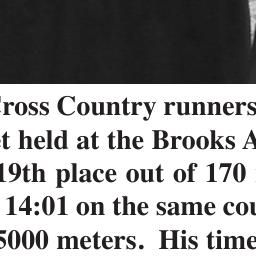 Cross Country runners
held at the Brooks
19th place out of 170
14:01 on the same
5000 meters. His time